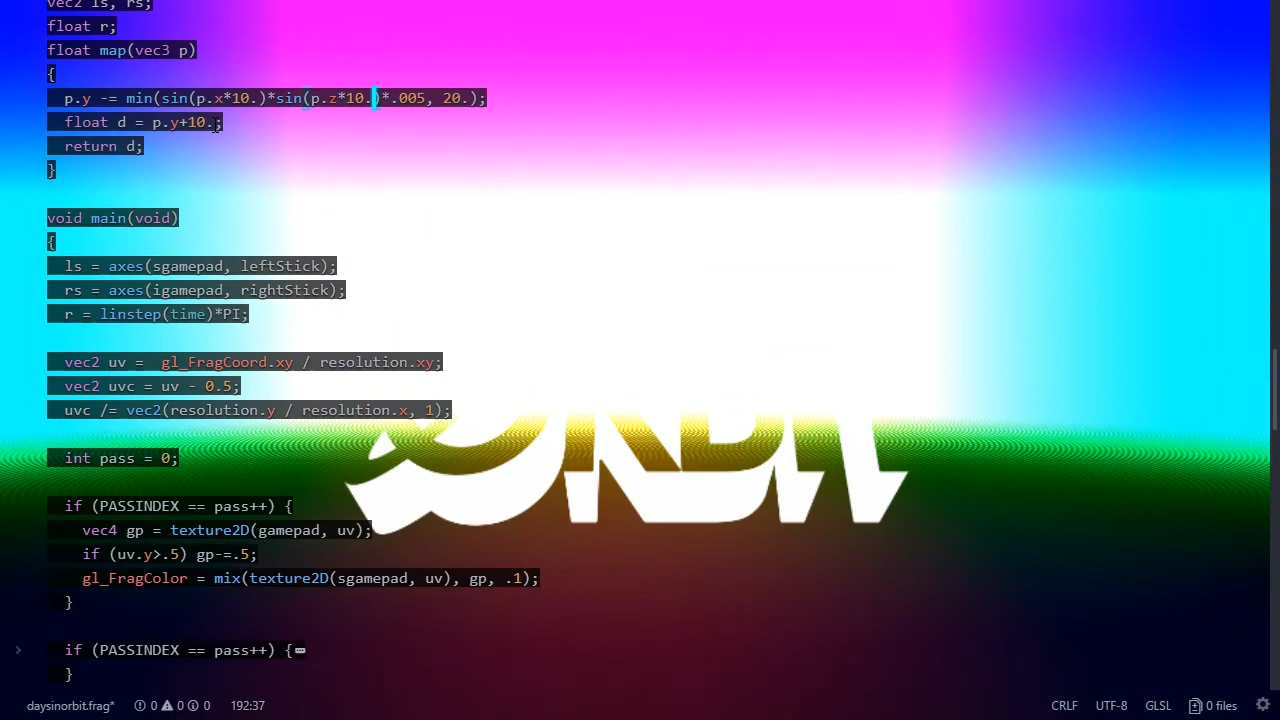 vec2 ls, rs;
float r;
float map(vec3 p)
{
p.y -= min(sin(p.x*10.)*sin(p.z*10.)*.005, 20.);
float d = p.y+10.;
return d;
}
void main(void)
{
ls = axes(sgamepad, leftStick);
rs = axes(igamepad, rightStick);
r = linstep(time)*PI;
vec2 uv =  gl_FragCoord.xy / resolution.xy;
vec2 uvc = uv - 0.5;
uvc /= vec2(resolution.y / resolution.x, 1);
int pass = 0;
if (PASSINDEX == pass++) {
vec4 gp = texture2D(gamepad, uv);
if (uv.y>.5) gp-=.5;
gl_FragColor = mix(texture2D(sgamepad, uv), gp, .1);
}
if (PASSINDEX == pass++) {
}
daysinorbit.frag* 0 0 0 192:37 CRLF UTF-8 GLSL 0 files